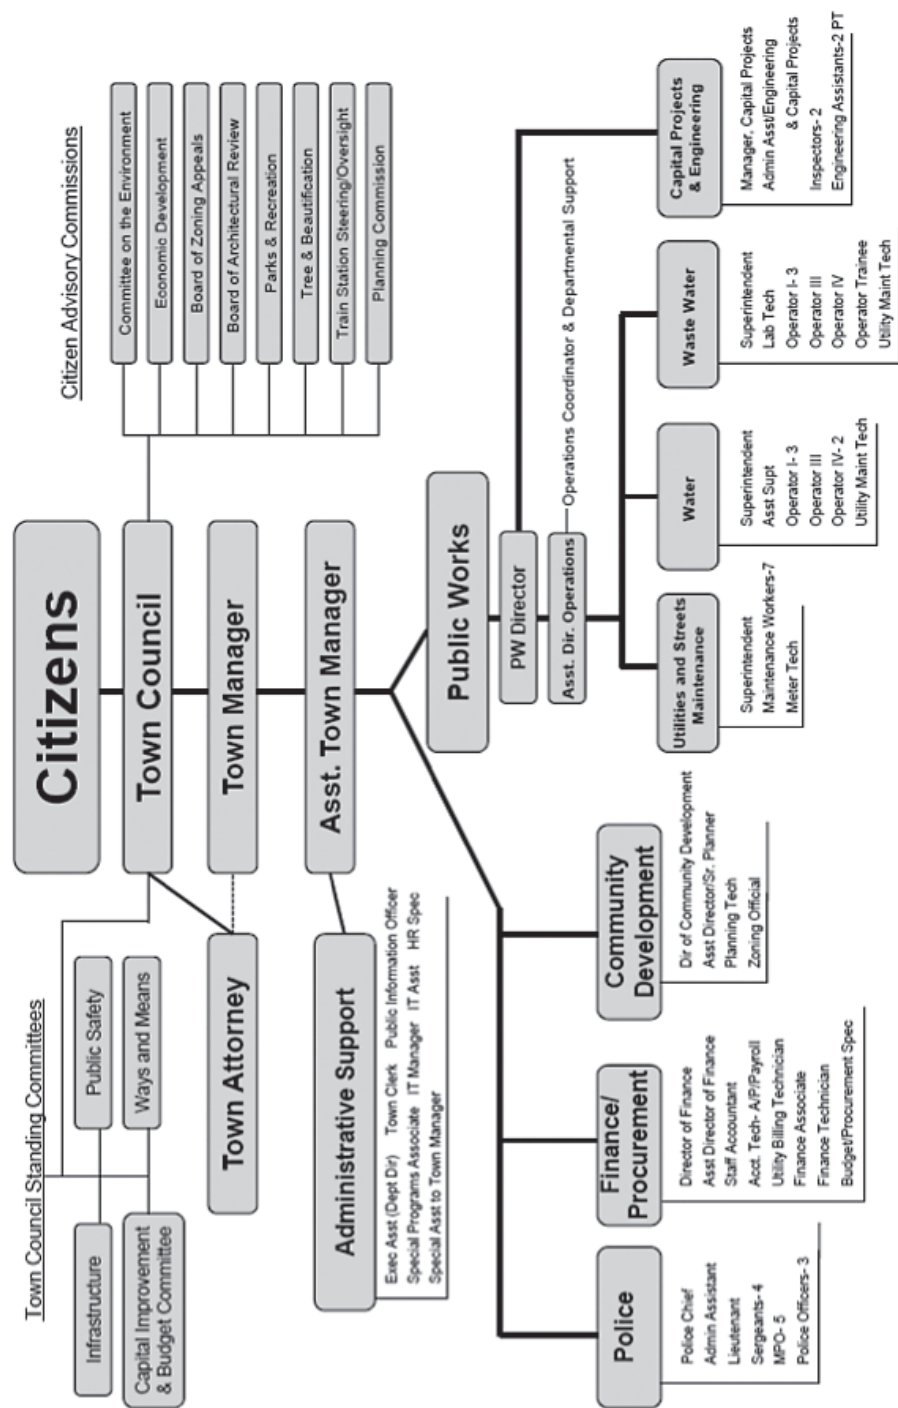 Citizens
Town Council Standing Committees
Infrastructure
Public Safety
Capital Improvement
& Budget Committee
Ways and Means
Town Council
Citizen Advisory Commissions
Committee on the Environment
Economic Development
Board of Zoning Appeals
Board of Architectural Review
Parks & Recreation
Tree & Beautification
Train Station Steering/Oversight
Planning Commission
Town Attorney
Town Manager
Administrative Support
Exec Asst (Dept Dir) Town Clerk Public Information Officer
Special Programs Associate IT Manager IT Asst HR Spec
Special Asst to Town Manager
Asst. Town Manager
Police
Police Chief
Admin Assistant
Lieutenant
Sergeants- 4
MPO- 5
Police Officers- 3
Finance/
Procurement
Director of Finance
Asst Director of Finance
Staff Accountant
Acct. Tech- A/P/Payroll
Utility Billing Technician
Finance Associate
Finance Technician
Budget/Procurement Spec
Community
Development
Dir of Community Development
Asst Director/Sr. Planner
Planning Tech
Zoning Official
Public Works
PW Director
Asst. Dir. Operations
Operations Coordinator & Departmental Support
Utilities and Streets
Maintenance
Superintendent
Maintenance Workers-7
Meter Tech
Water
Superintendent
Asst Supt
Operator I- 3
Operator III
Operator IV- 2
Utility Maint Tech
Waste Water
Superintendent
Lab Tech
Operator I- 3
Operator III
Operator IV
Operator Trainee
Utility Maint Tech
Capital Projects
& Engineering
Manager, Capital Projects
Admin Asst/Engineering
& Capital Projects
Inspectors- 2
Engineering Assistants-2 PT